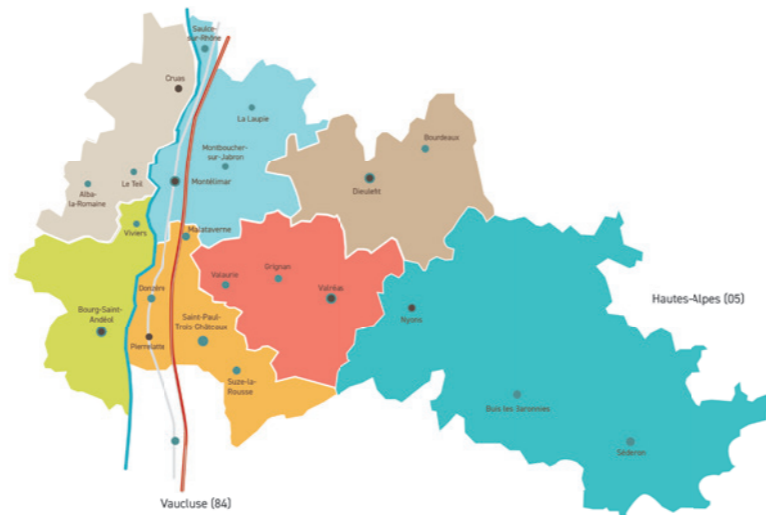 Saulce-
sur-Rhône
Cruas
La Laupie
Bourdeaux
Montboucher-
sur-Jabron
Le Teil
Montélimar
Dieulefit
Alba-
la-Romaine
Viviers
Malataverne
Valaurie
Grignan
Valréas
Donzère
Hautes-Alpes (05)
Bourg-Saint-
Andéol
Saint-Paul-
Trois Châteaux
Nyons
Pierrelatte
Suze-la-
Rousse
Buis les Baronnies
Séderon
Vaucluse (84)